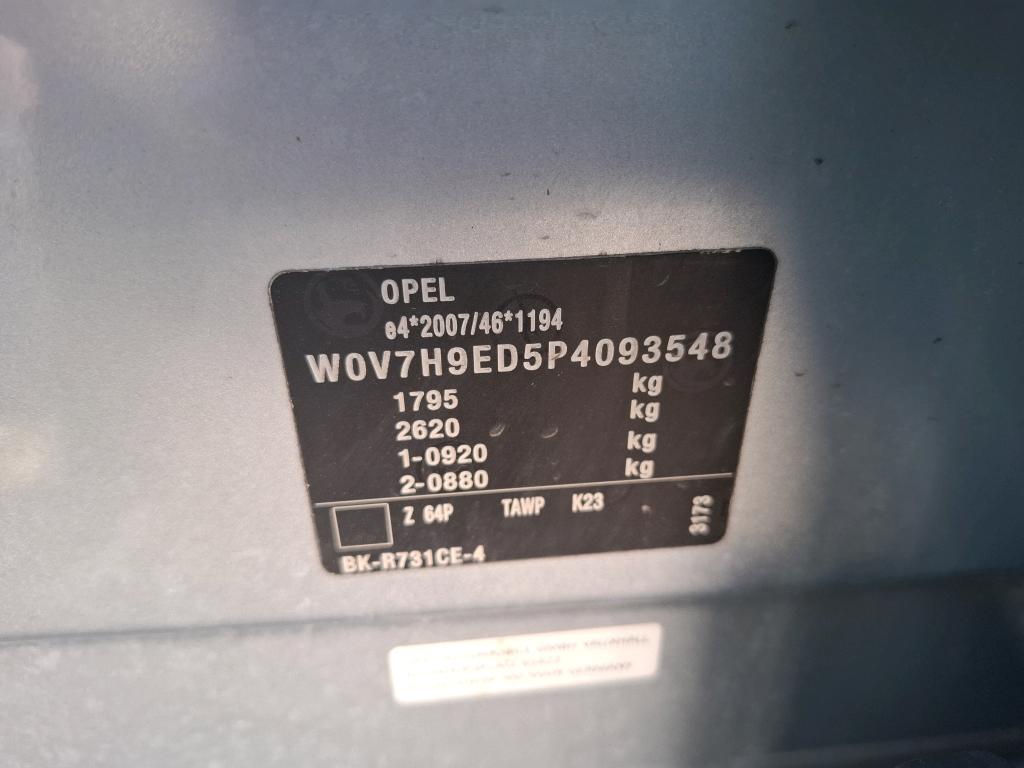 OPEL
e4*2007/46*1194
W0V7H9ED5P4093548
1795 kg
2620 kg
1-0920 kg
2-0880 kg
Z 64P TAWP K23
3173
BK-R731CE-4